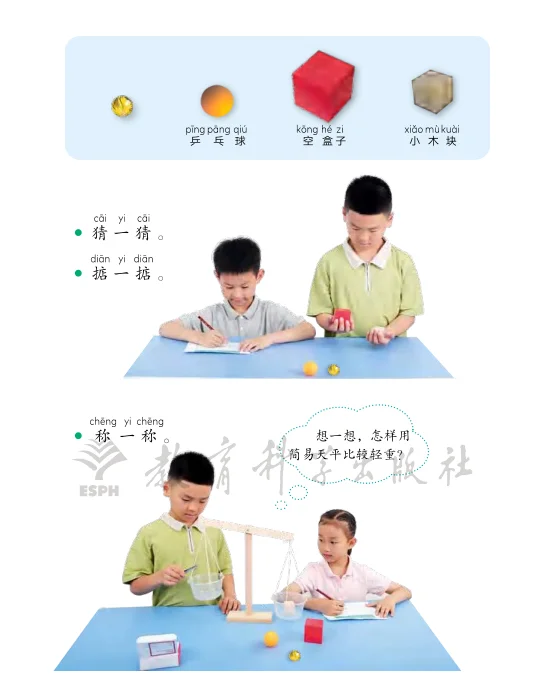 pīng pāng qiú
kōng hé zi
xiǎo mù kuài
乒乓球
空盒子
小木块
cāi yi cāi
猜一猜。
diān yi diān
掂一掂。
chēng yi chēng
称一称。
想一想，怎样用
简易天平比较轻重？
ESPH
教育科学出版社